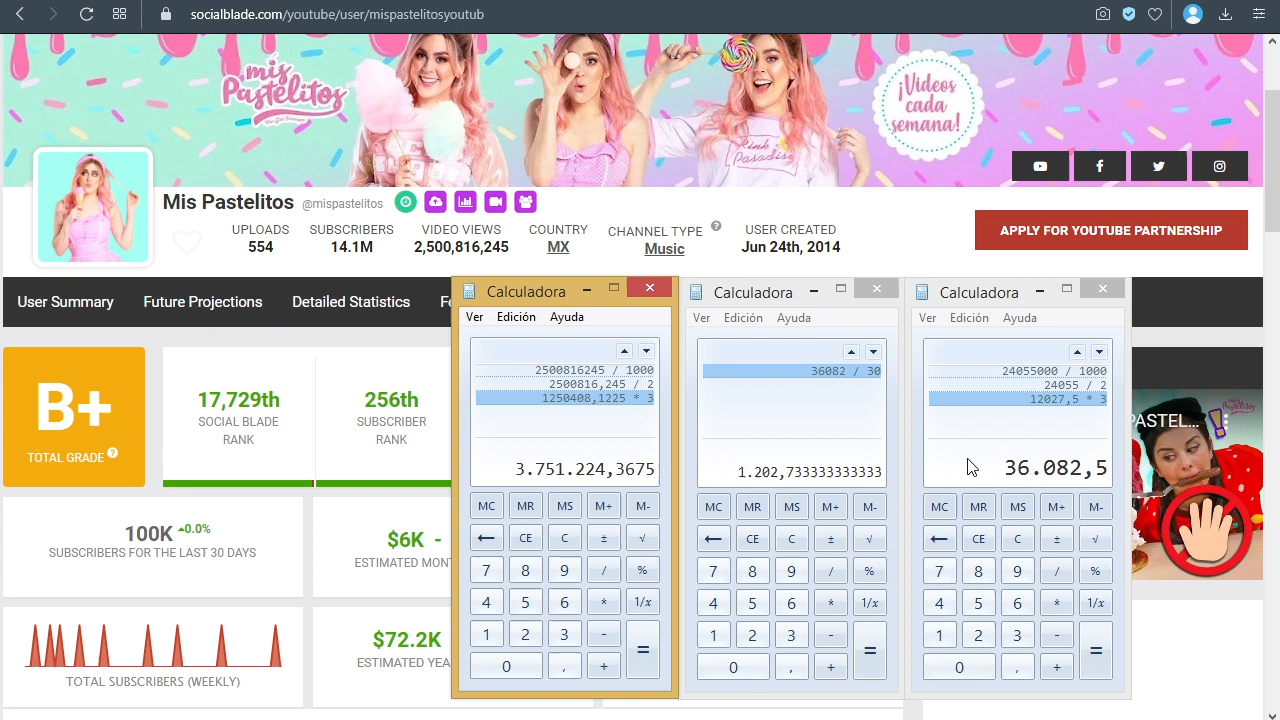 socialblade.com/youtube/user/mispastelitosyoutub
mis
Pastelitos
¡Videos
cada
semana!
Mis Pastelitos @mispastelitos
UPLOADS
554
SUBSCRIBERS
14.1M
VIDEO VIEWS
2,500,816,245
COUNTRY
MX
CHANNEL TYPE ?
Music
USER CREATED
Jun 24th, 2014
APPLY FOR YOUTUBE PARTNERSHIP
User Summary Future Projections Detailed Statistics
B+
TOTAL GRADE ?
17,729th
SOCIAL BLADE
RANK
256th
SUBSCRIBER
RANK
100K 0.0%
SUBSCRIBERS FOR THE LAST 30 DAYS
$6K -
ESTIMATED MON
TOTAL SUBSCRIBERS (WEEKLY)
$72.2K
ESTIMATED YEA
Calculadora
Ver Edición Ayuda
2500816245 / 1000
2500816,245 / 2
1250408,1225 * 3
3.751.224,3675
MC MR MS M+ M-
← CE C ± √
7 8 9 / %
4 5 6 * 1/x
1 2 3 - =
0 , +
Calculadora
Ver Edición Ayuda
36082 / 30
1.202,733333333333
MC MR MS M+ M-
← CE C ± √
7 8 9 / %
4 5 6 * 1/x
1 2 3 - =
0 , +
Calculadora
Ver Edición Ayuda
24055000 / 1000
24055 / 2
12027,5 * 3
36.082,5
MC MR MS M+ M-
← CE C ± √
7 8 9 / %
4 5 6 * 1/x
1 2 3 - =
0 , +
PASTEL...